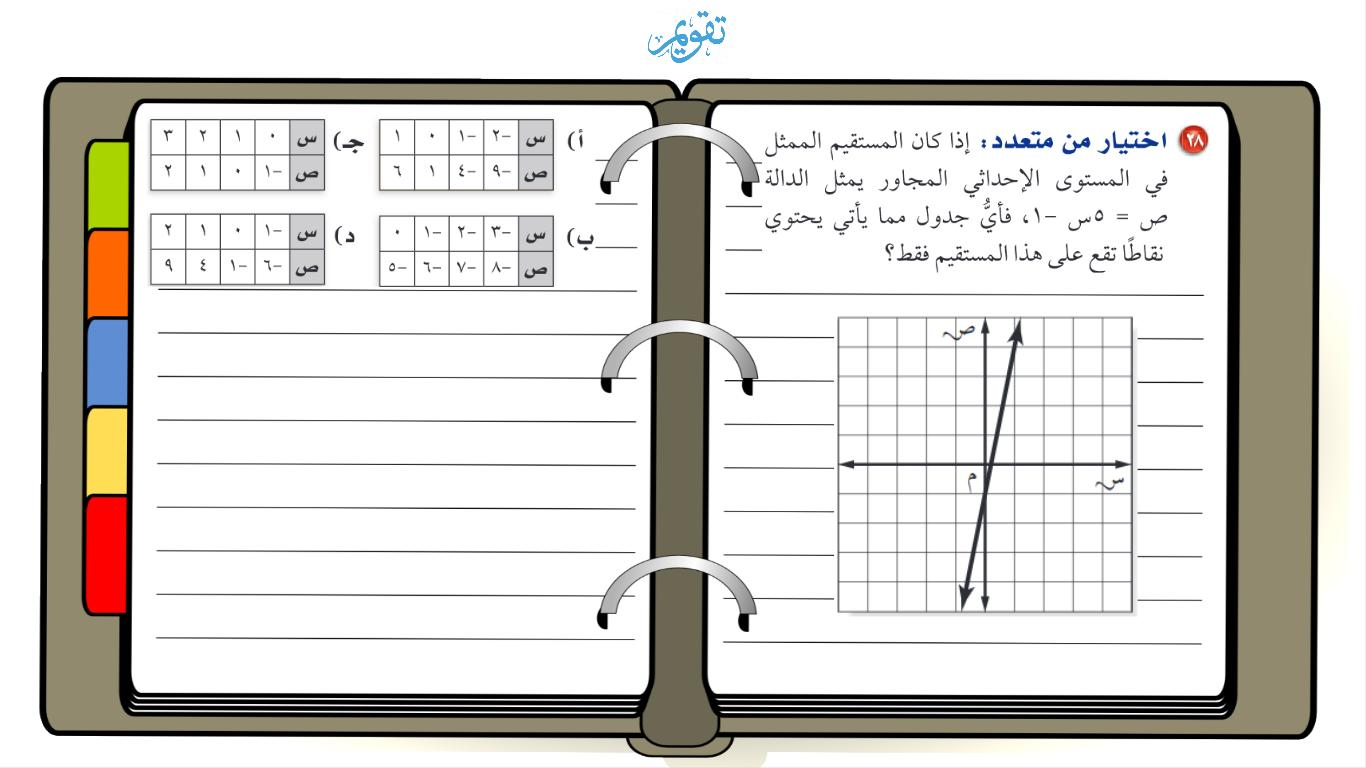 تقويم
٢٨ اختيار من متعدد: إذا كان المستقيم الممثل
في المستوى الإحداثي المجاور يمثل الدالة
ص = ٥س -١، فأيُّ جدول مما يأتي يحتوي
نقاطًا تقع على هذا المستقيم فقط؟
ص
م
س
أ)
س -٢ -١ ٠ ١
ص -٩ -٤ ١ ٦
ب)
س -٣ -٢ -١ ٠
ص -٨ -٧ -٦ -٥
جـ)
س ٠ ١ ٢ ٣
ص -١ ٠ ١ ٢
د)
س -١ ٠ ١ ٢
ص -٦ -١ ٤ ٩